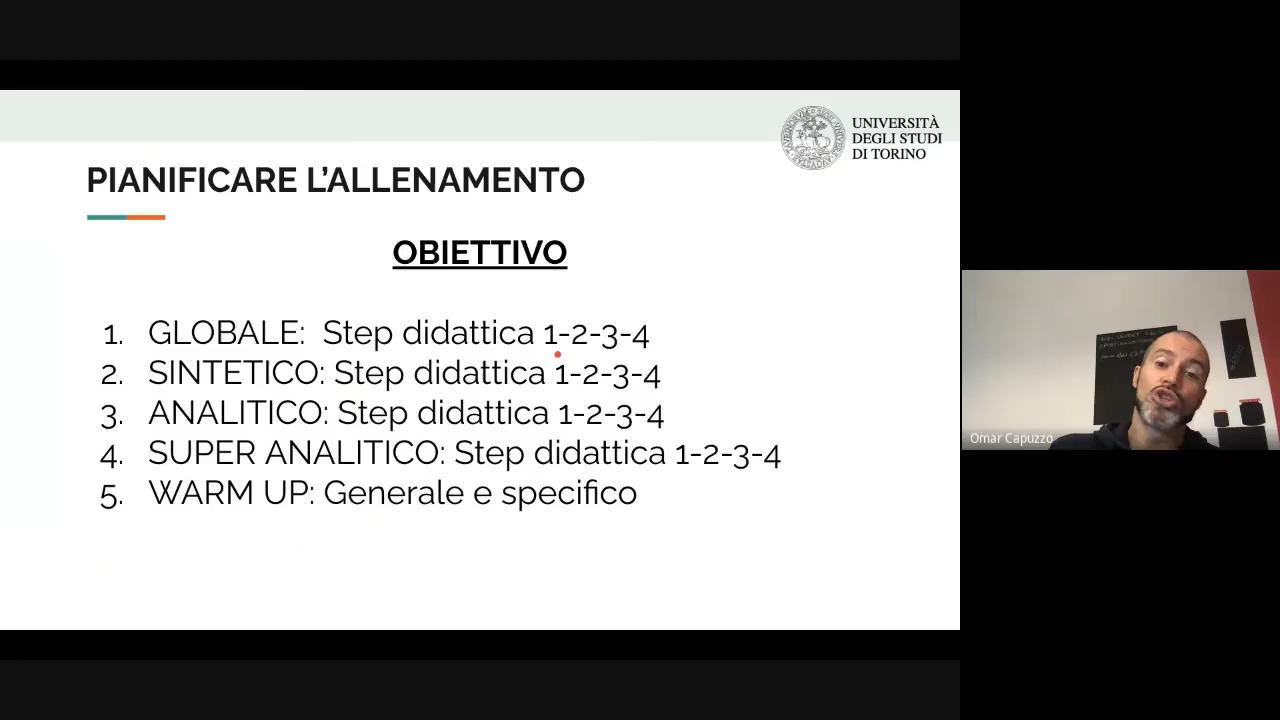 UNIVERSITÀ
DEGLI STUDI
DI TORINO
PIANIFICARE L'ALLENAMENTO
OBIETTIVO
1. GLOBALE: Step didattica 1-2-3-4
2. SINTETICO: Step didattica 1-2-3-4
3. ANALITICO: Step didattica 1-2-3-4
4. SUPER ANALITICO: Step didattica 1-2-3-4
5. WARM UP: Generale e specifico
Omar Capuzzo